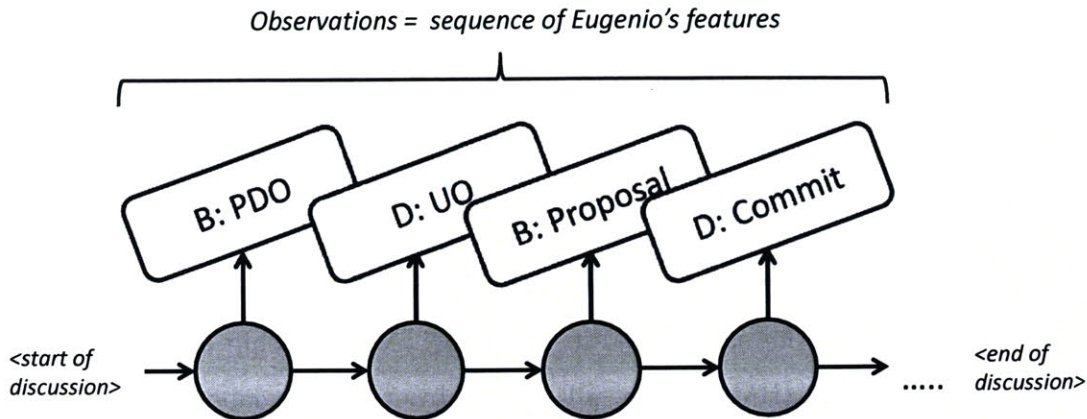 Observations = sequence of Eugenio's features
B: PDO
D: UO
B: Proposal
D: Commit
<start of
discussion>
.....
<end of
discussion>